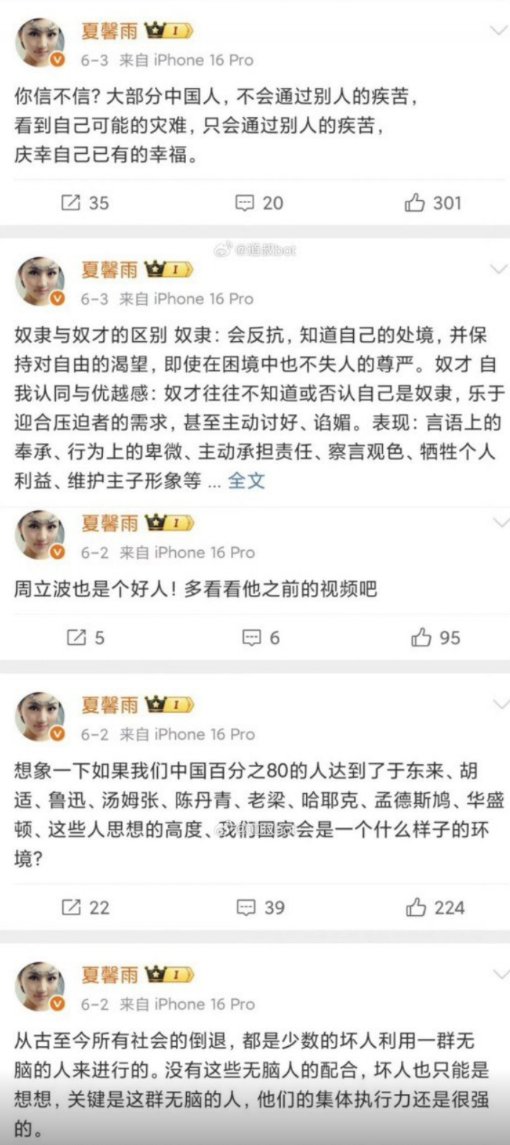 夏馨雨 I
6-3 来自 iPhone 16 Pro
你信不信？大部分中国人，不会通过别人的疾苦，
看到自己可能的灾难，只会通过别人的疾苦，
庆幸自己已有的幸福。
35 20 301
@道叔bot
夏馨雨 I
6-3 来自 iPhone 16 Pro
奴隶与奴才的区别 奴隶：会反抗，知道自己的处境，并保
持对自由的渴望，即使在困境中也不失人的尊严。奴才 自
我认同与优越感：奴才往往不知道或否认自己是奴隶，乐于
迎合压迫者的需求，甚至主动讨好、谄媚。表现：言语上的
奉承、行为上的卑微、主动承担责任、察言观色、牺牲个人
利益、维护主子形象等 ... 全文
夏馨雨 I
6-2 来自 iPhone 16 Pro
周立波也是个好人！多看看他之前的视频吧
5 6 95
夏馨雨 I
6-2 来自 iPhone 16 Pro
想象一下如果我们中国百分之80的人达到了于东来、胡
适、鲁迅、汤姆张、陈丹青、老梁、哈耶克、孟德斯鸠、华盛
顿、这些人思想的高度、我们国家会是一个什么样子的环
境？
22 39 224
夏馨雨 I
6-2 来自 iPhone 16 Pro
从古至今所有社会的倒退，都是少数的坏人利用一群无
脑的人来进行的。没有这些无脑人的配合，坏人也只能是
想想，关键是这群无脑的人，他们的集体执行力还是很强
的。